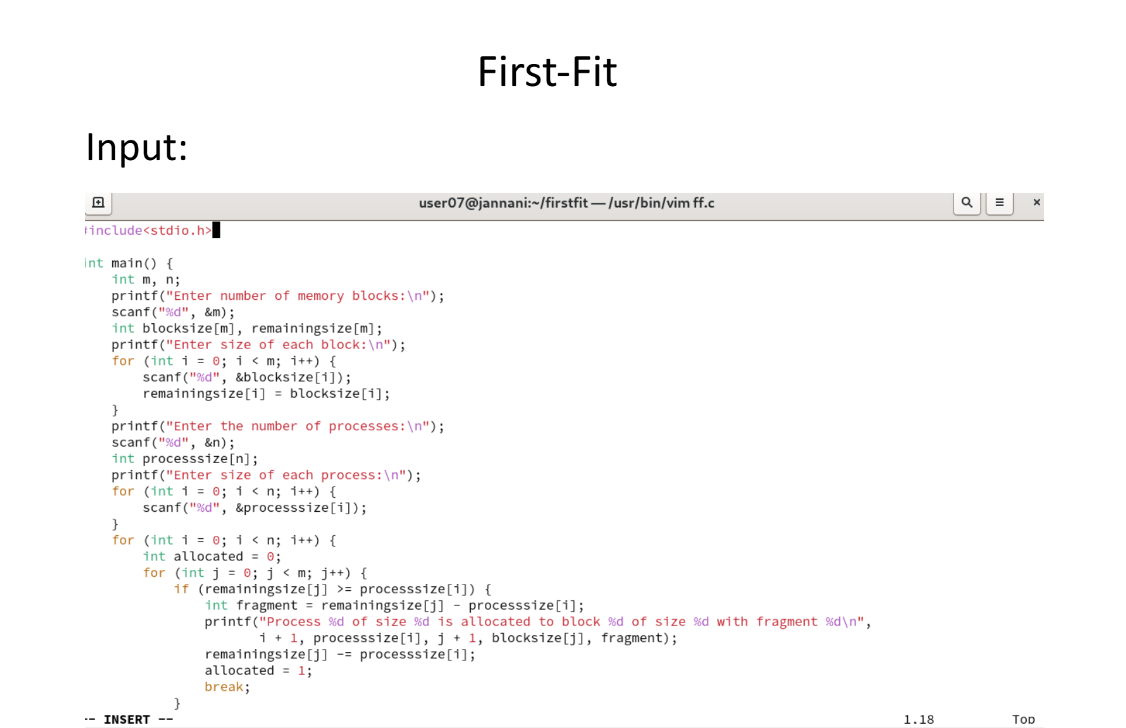 First-Fit
Input:
user07@jannani:~/firstfit — /usr/bin/vim ff.c
#include<stdio.h>
int main() {
    int m, n;
    printf("Enter number of memory blocks:\n");
    scanf("%d", &m);
    int blocksize[m], remainingsize[m];
    printf("Enter size of each block:\n");
    for (int i = 0; i < m; i++) {
        scanf("%d", &blocksize[i]);
        remainingsize[i] = blocksize[i];
    }
    printf("Enter the number of processes:\n");
    scanf("%d", &n);
    int processsize[n];
    printf("Enter size of each process:\n");
    for (int i = 0; i < n; i++) {
        scanf("%d", &processsize[i]);
    }
    for (int i = 0; i < n; i++) {
        int allocated = 0;
        for (int j = 0; j < m; j++) {
            if (remainingsize[j] >= processsize[i]) {
                int fragment = remainingsize[j] - processsize[i];
                printf("Process %d of size %d is allocated to block %d of size %d with fragment %d\n",
                       i + 1, processsize[i], j + 1, blocksize[j], fragment);
                remainingsize[j] -= processsize[i];
                allocated = 1;
                break;
            }
-- INSERT -- 1.18 Top